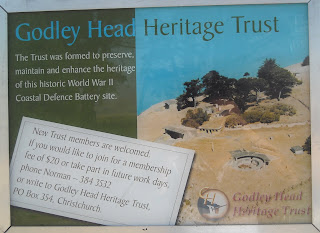 Godley Head Heritage Trust
The Trust was formed to preserve,
maintain and enhance the heritage
of this historic World War II
Coastal Defence Battery site.
New Trust members are welcomed.
If you would like to join for a membership
fee of $20 or take part in future work days,
phone Norman - 384 3532
or write to Godley Head Heritage Trust,
PO Box 354, Christchurch.
Godley Head
Heritage Trust